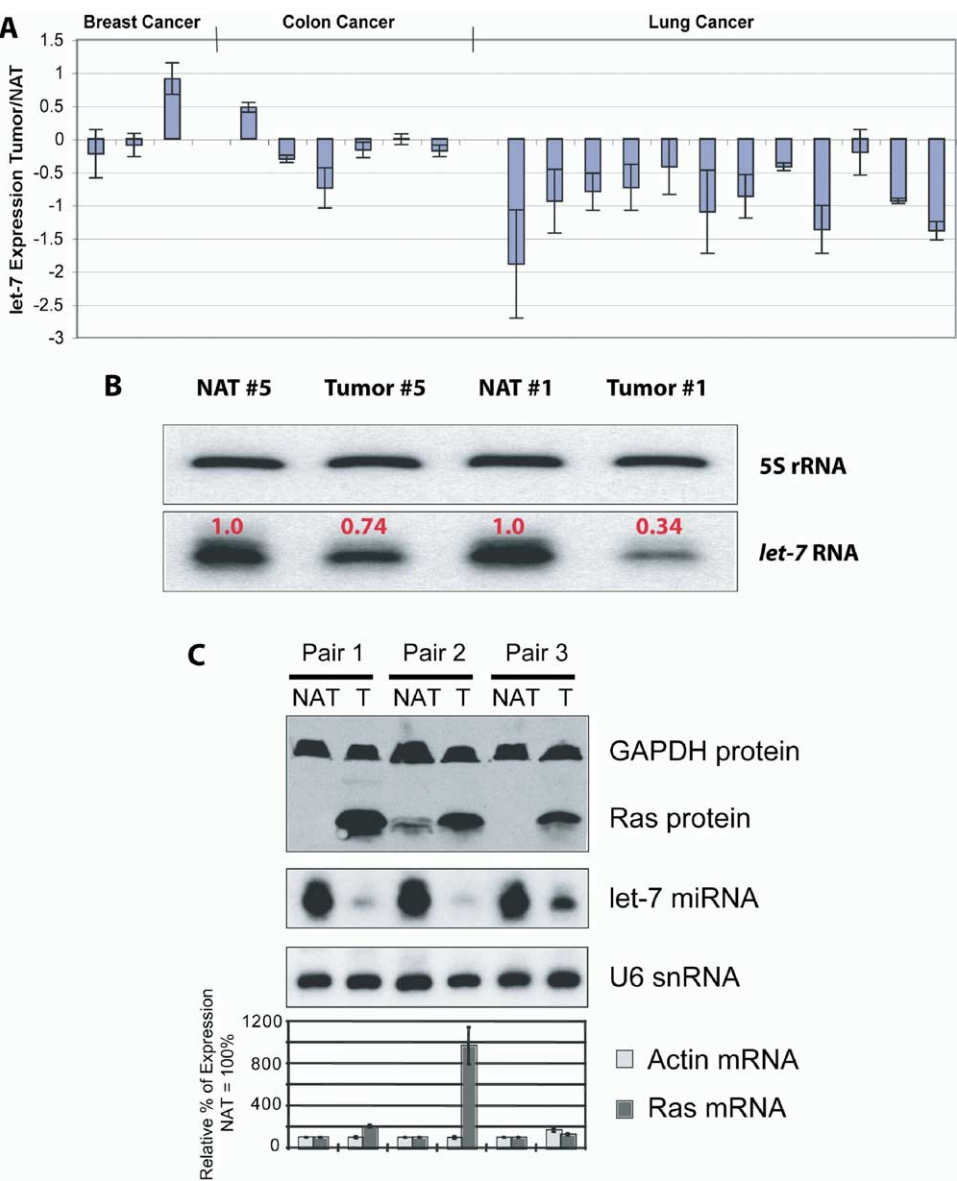 A
Breast Cancer
Colon Cancer
Lung Cancer
let-7 Expression Tumor/NAT
1.5
1
0.5
0
-0.5
-1
-1.5
-2
-2.5
-3
B
NAT #5 Tumor #5 NAT #1 Tumor #1
5S rRNA
1.0 0.74 1.0 0.34
let-7 RNA
C
Pair 1 Pair 2 Pair 3
NAT T NAT T NAT T
GAPDH protein
Ras protein
let-7 miRNA
U6 snRNA
Relative % of Expression
NAT = 100%
1200
800
400
0
Actin mRNA
Ras mRNA